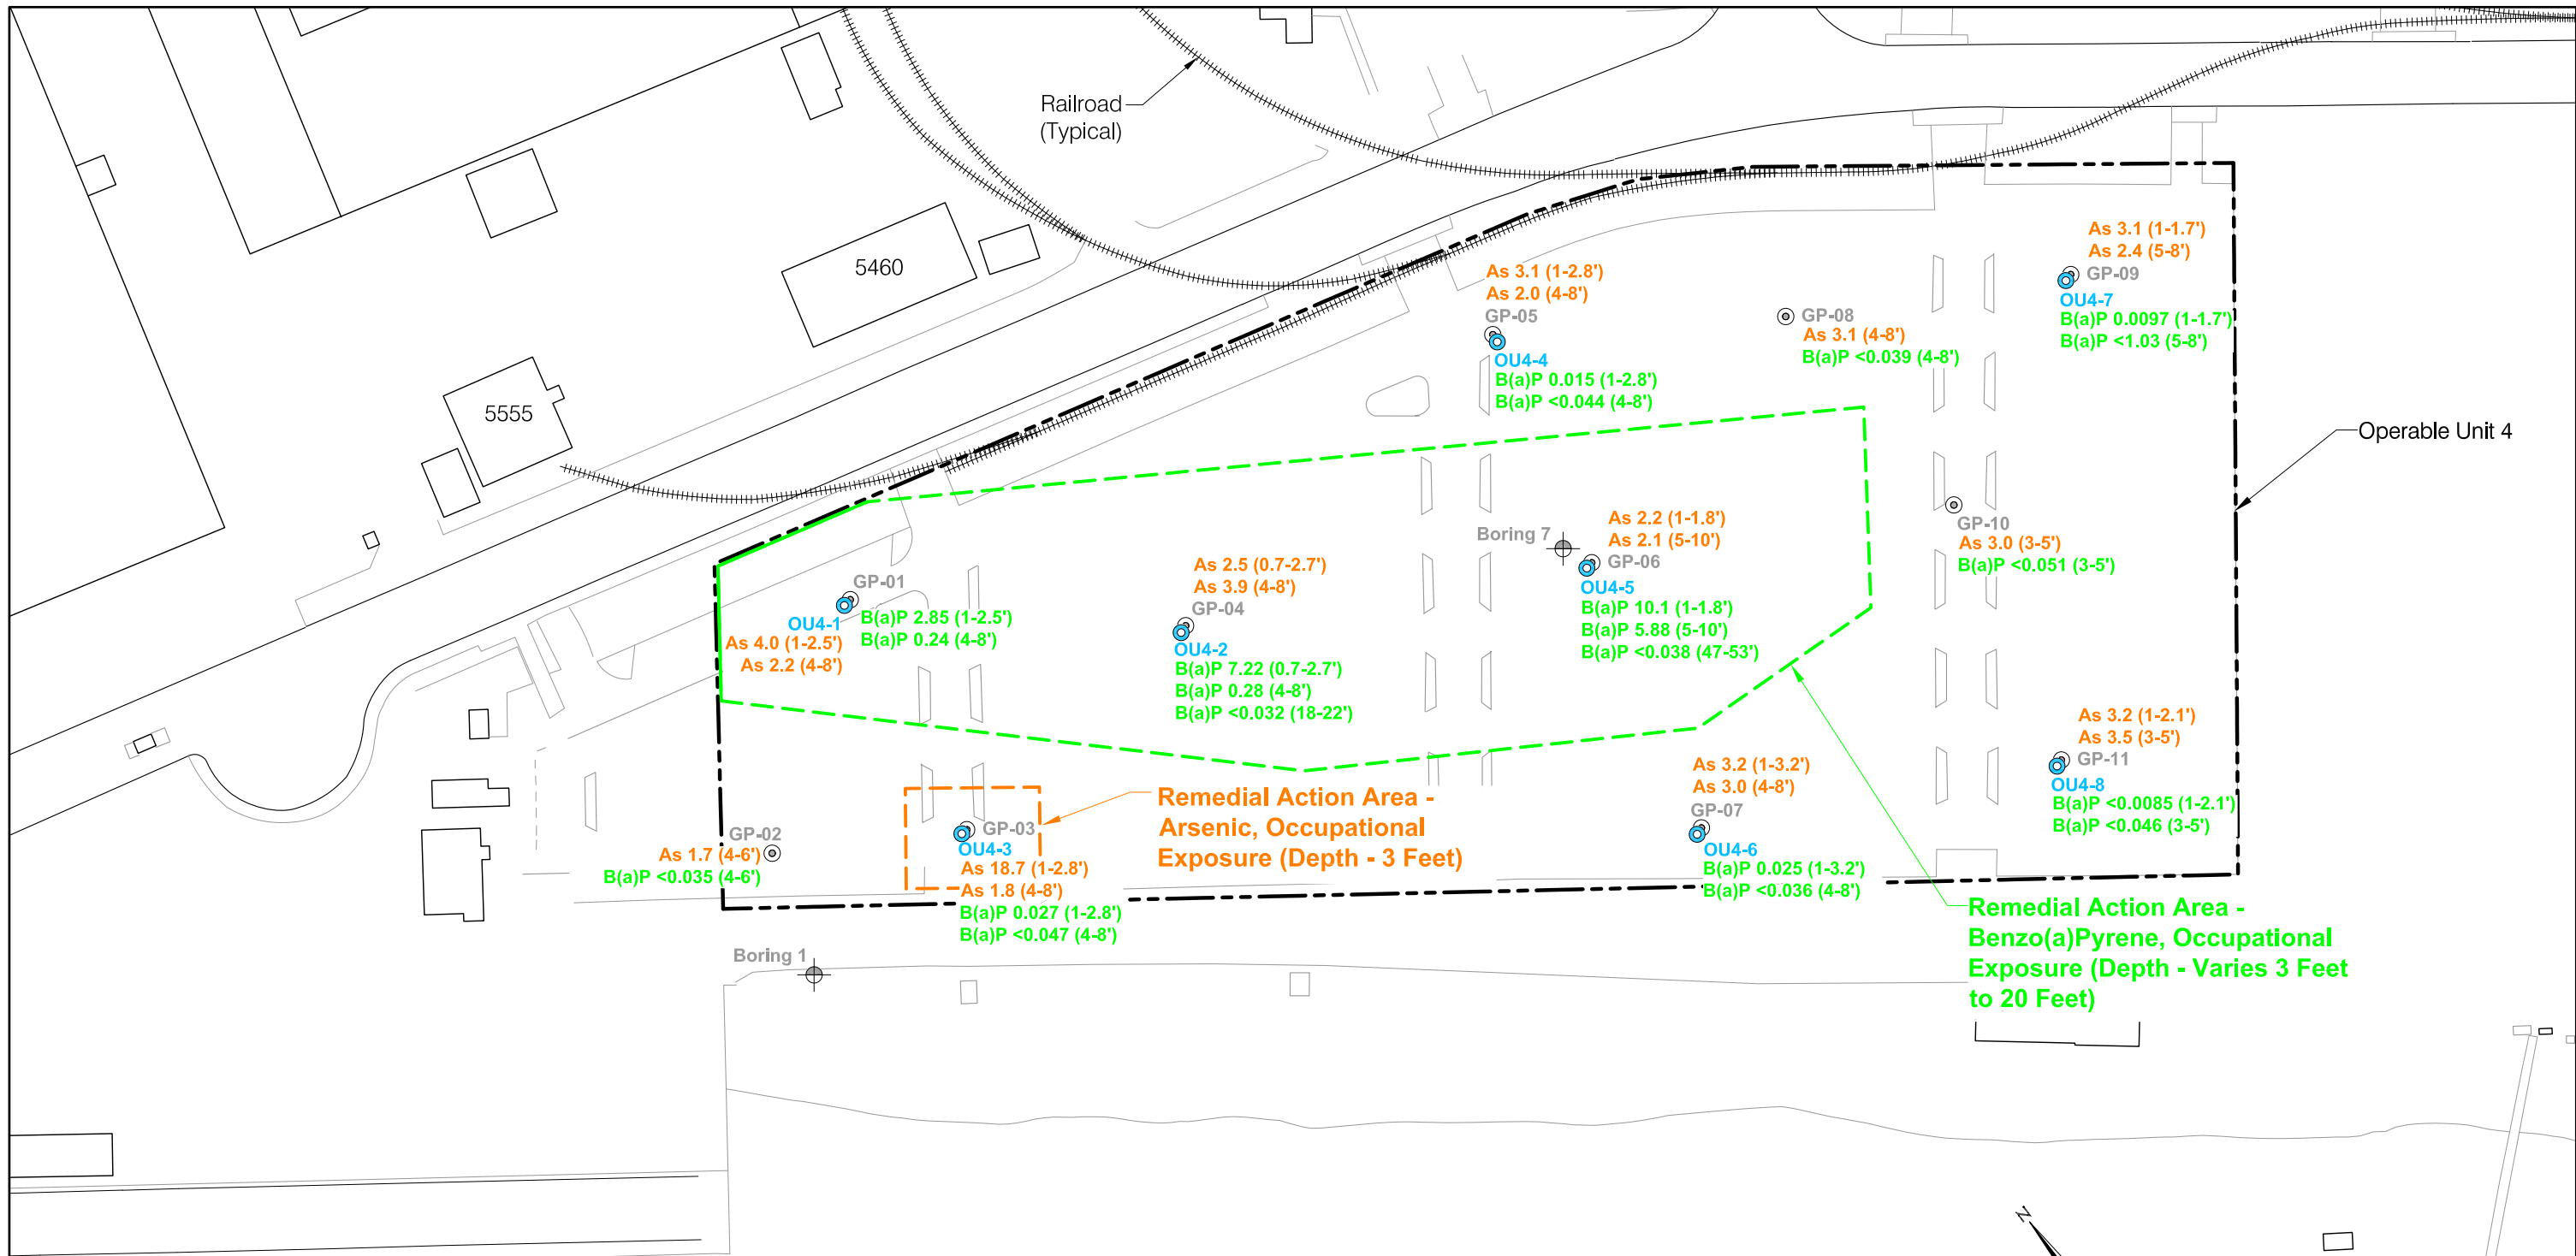 Railroad
(Typical)
5460
5555
Operable Unit 4
As 3.1 (1-1.7')
As 2.4 (5-8')
GP-09
OU4-7
B(a)P 0.0097 (1-1.7')
B(a)P <1.03 (5-8')
As 3.1 (1-2.8')
As 2.0 (4-8')
GP-05
OU4-4
B(a)P 0.015 (1-2.8')
B(a)P <0.044 (4-8')
GP-08
As 3.1 (4-8')
B(a)P <0.039 (4-8')
GP-10
As 3.0 (3-5')
B(a)P <0.051 (3-5')
Boring 7
As 2.2 (1-1.8')
As 2.1 (5-10')
GP-06
OU4-5
B(a)P 10.1 (1-1.8')
B(a)P 5.88 (5-10')
B(a)P <0.038 (47-53')
As 2.5 (0.7-2.7')
As 3.9 (4-8')
GP-04
OU4-2
B(a)P 7.22 (0.7-2.7')
B(a)P 0.28 (4-8')
B(a)P <0.032 (18-22')
GP-01
OU4-1
B(a)P 2.85 (1-2.5')
B(a)P 0.24 (4-8')
As 4.0 (1-2.5')
As 2.2 (4-8')
GP-02
As 1.7 (4-6')
B(a)P <0.035 (4-6')
GP-03
OU4-3
As 18.7 (1-2.8')
As 1.8 (4-8')
B(a)P 0.027 (1-2.8')
B(a)P <0.047 (4-8')
Remedial Action Area -
Arsenic, Occupational
Exposure (Depth - 3 Feet)
As 3.2 (1-3.2')
As 3.0 (4-8')
GP-07
OU4-6
B(a)P 0.025 (1-3.2')
B(a)P <0.036 (4-8')
As 3.2 (1-2.1')
As 3.5 (3-5')
GP-11
OU4-8
B(a)P <0.0085 (1-2.1')
B(a)P <0.046 (3-5')
Remedial Action Area -
Benzo(a)Pyrene, Occupational
Exposure (Depth - Varies 3 Feet
to 20 Feet)
Boring 1
N